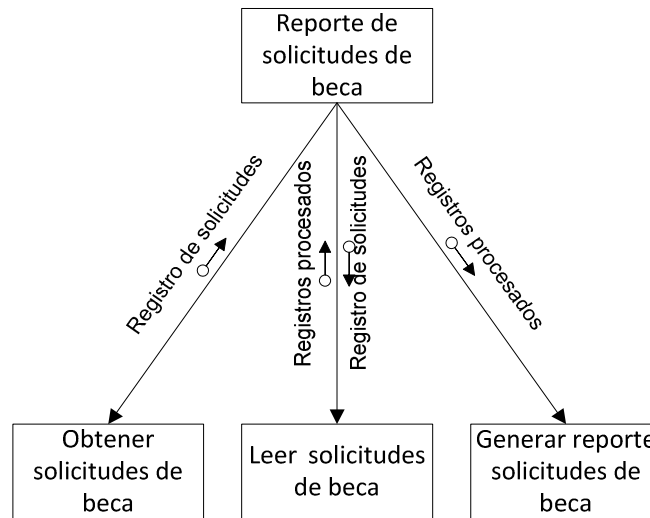 Reporte de
solicitudes de
beca
Registro de solicitudes
Registros procesados
Registro de solicitudes
Registros procesados
Obtener
solicitudes de
beca
Leer solicitudes
de beca
Generar reporte
solicitudes de
beca